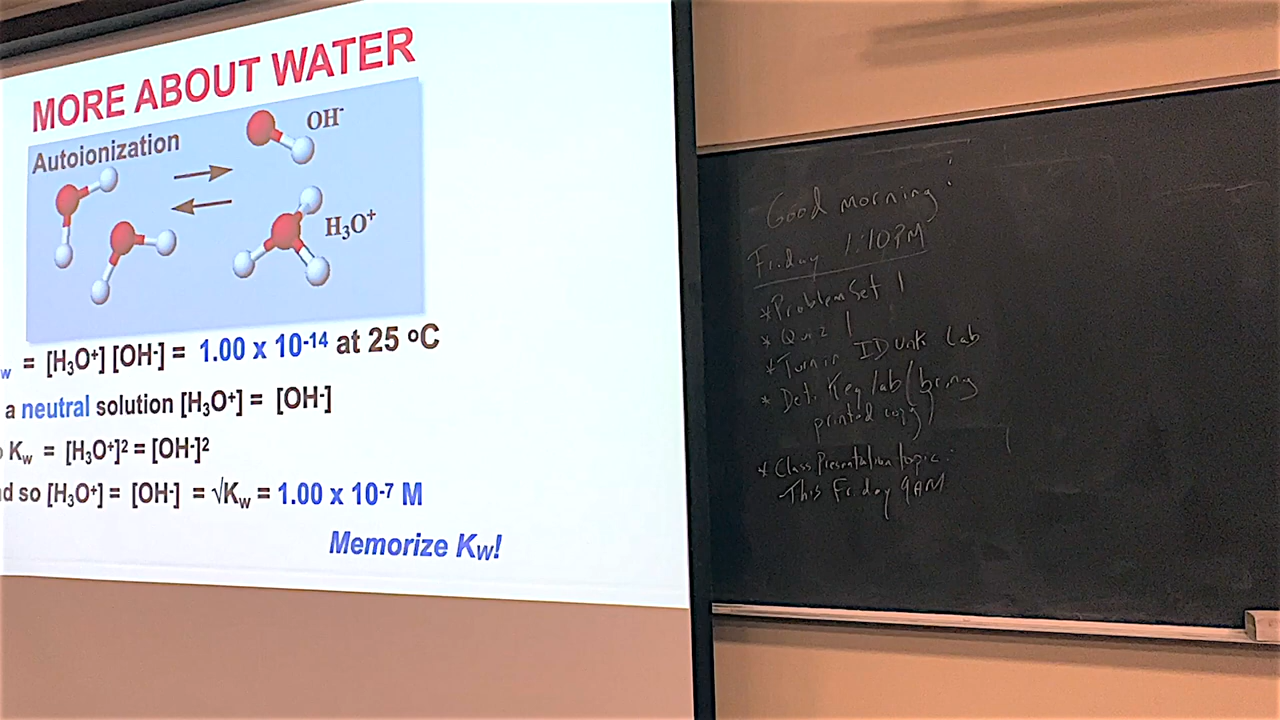 MORE ABOUT WATER
Autoionization
OH-
H3O+
w = [H3O+] [OH-] = 1.00 x 10-14 at 25 oC
a neutral solution [H3O+] = [OH-]
Kw = [H3O+]2 = [OH-]2
d so [H3O+] = [OH-] = √Kw = 1.00 x 10-7 M
Memorize Kw!
Good morning:
Friday 1:10PM
*Problem Set 1
* Quiz 1
* Turn in ID Unk Lab
* Det. Keq lab (bring
printed copy)
* Class Presentation topic:
This Friday 9AM